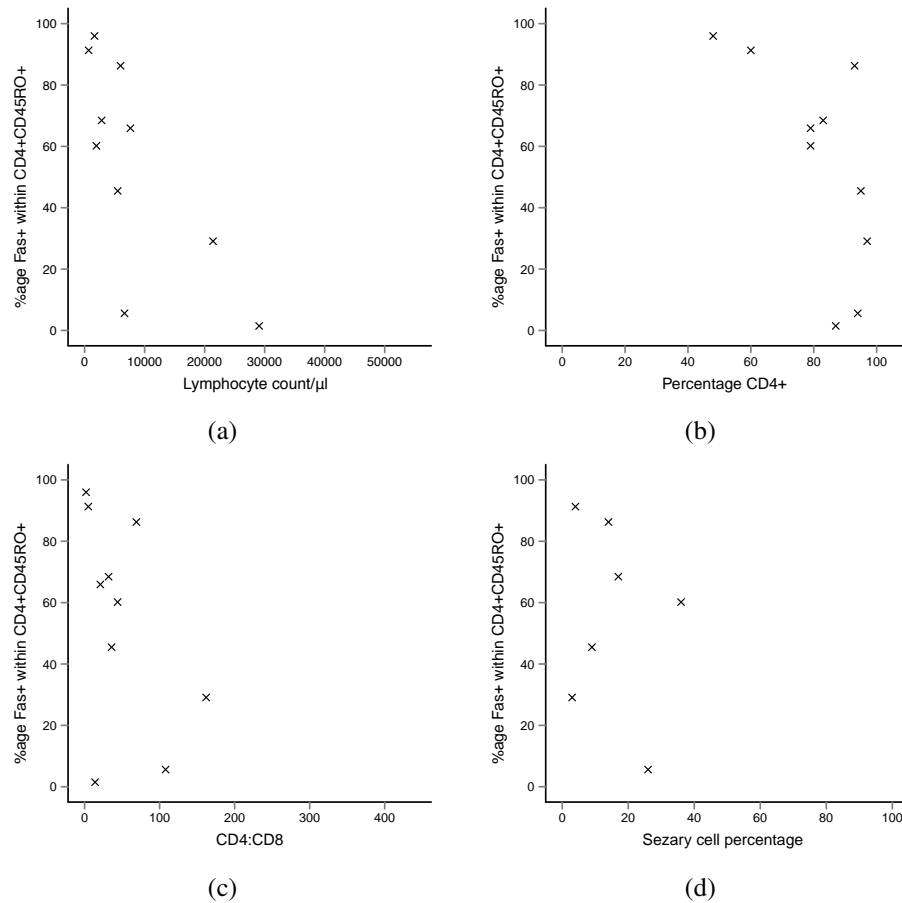 100
80
60
40
20
0
%age Fas+ within CD4+CD45RO+
0 10000 20000 30000 40000 50000
Lymphocyte count/µl
(a)
100
80
60
40
20
0
%age Fas+ within CD4+CD45RO+
0 20 40 60 80 100
Percentage CD4+
(b)
100
80
60
40
20
0
%age Fas+ within CD4+CD45RO+
0 100 200 300 400
CD4:CD8
(c)
100
80
60
40
20
0
%age Fas+ within CD4+CD45RO+
0 20 40 60 80 100
Sezary cell percentage
(d)